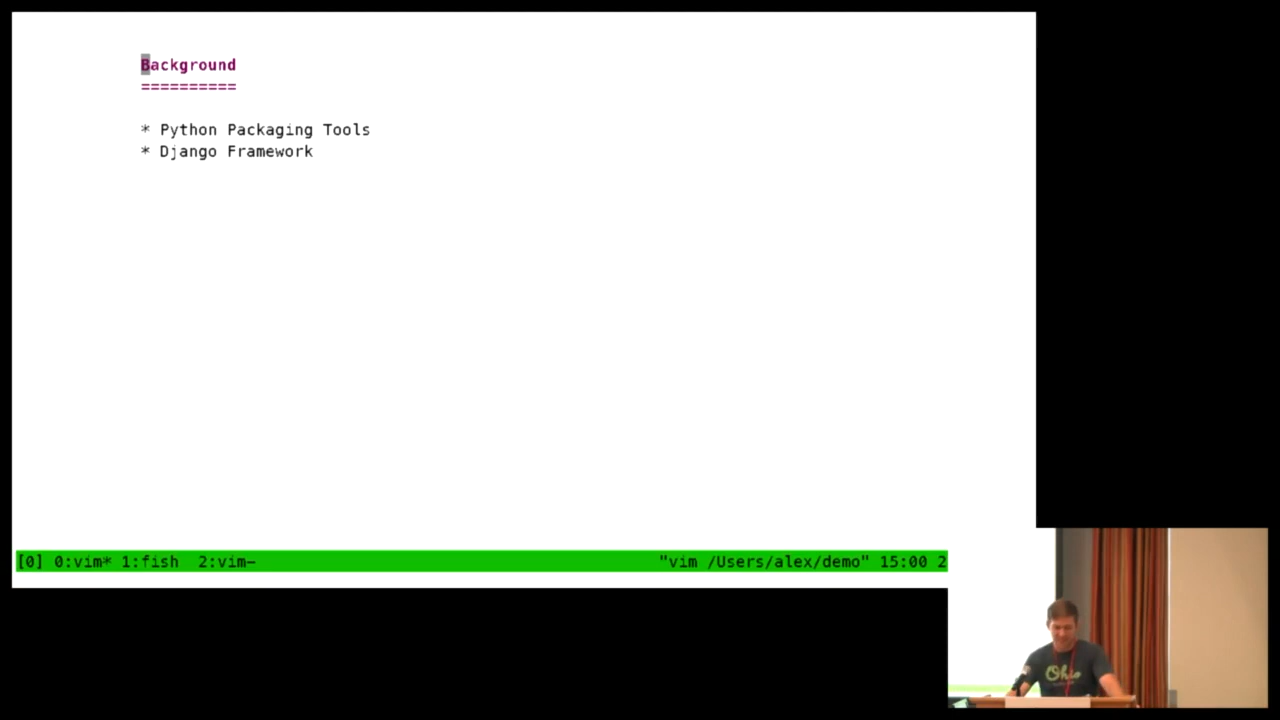 Background
==========
* Python Packaging Tools
* Django Framework
[0] 0:vim* 1:fish  2:vim- "vim /Users/alex/demo" 15:00 2
Ohio